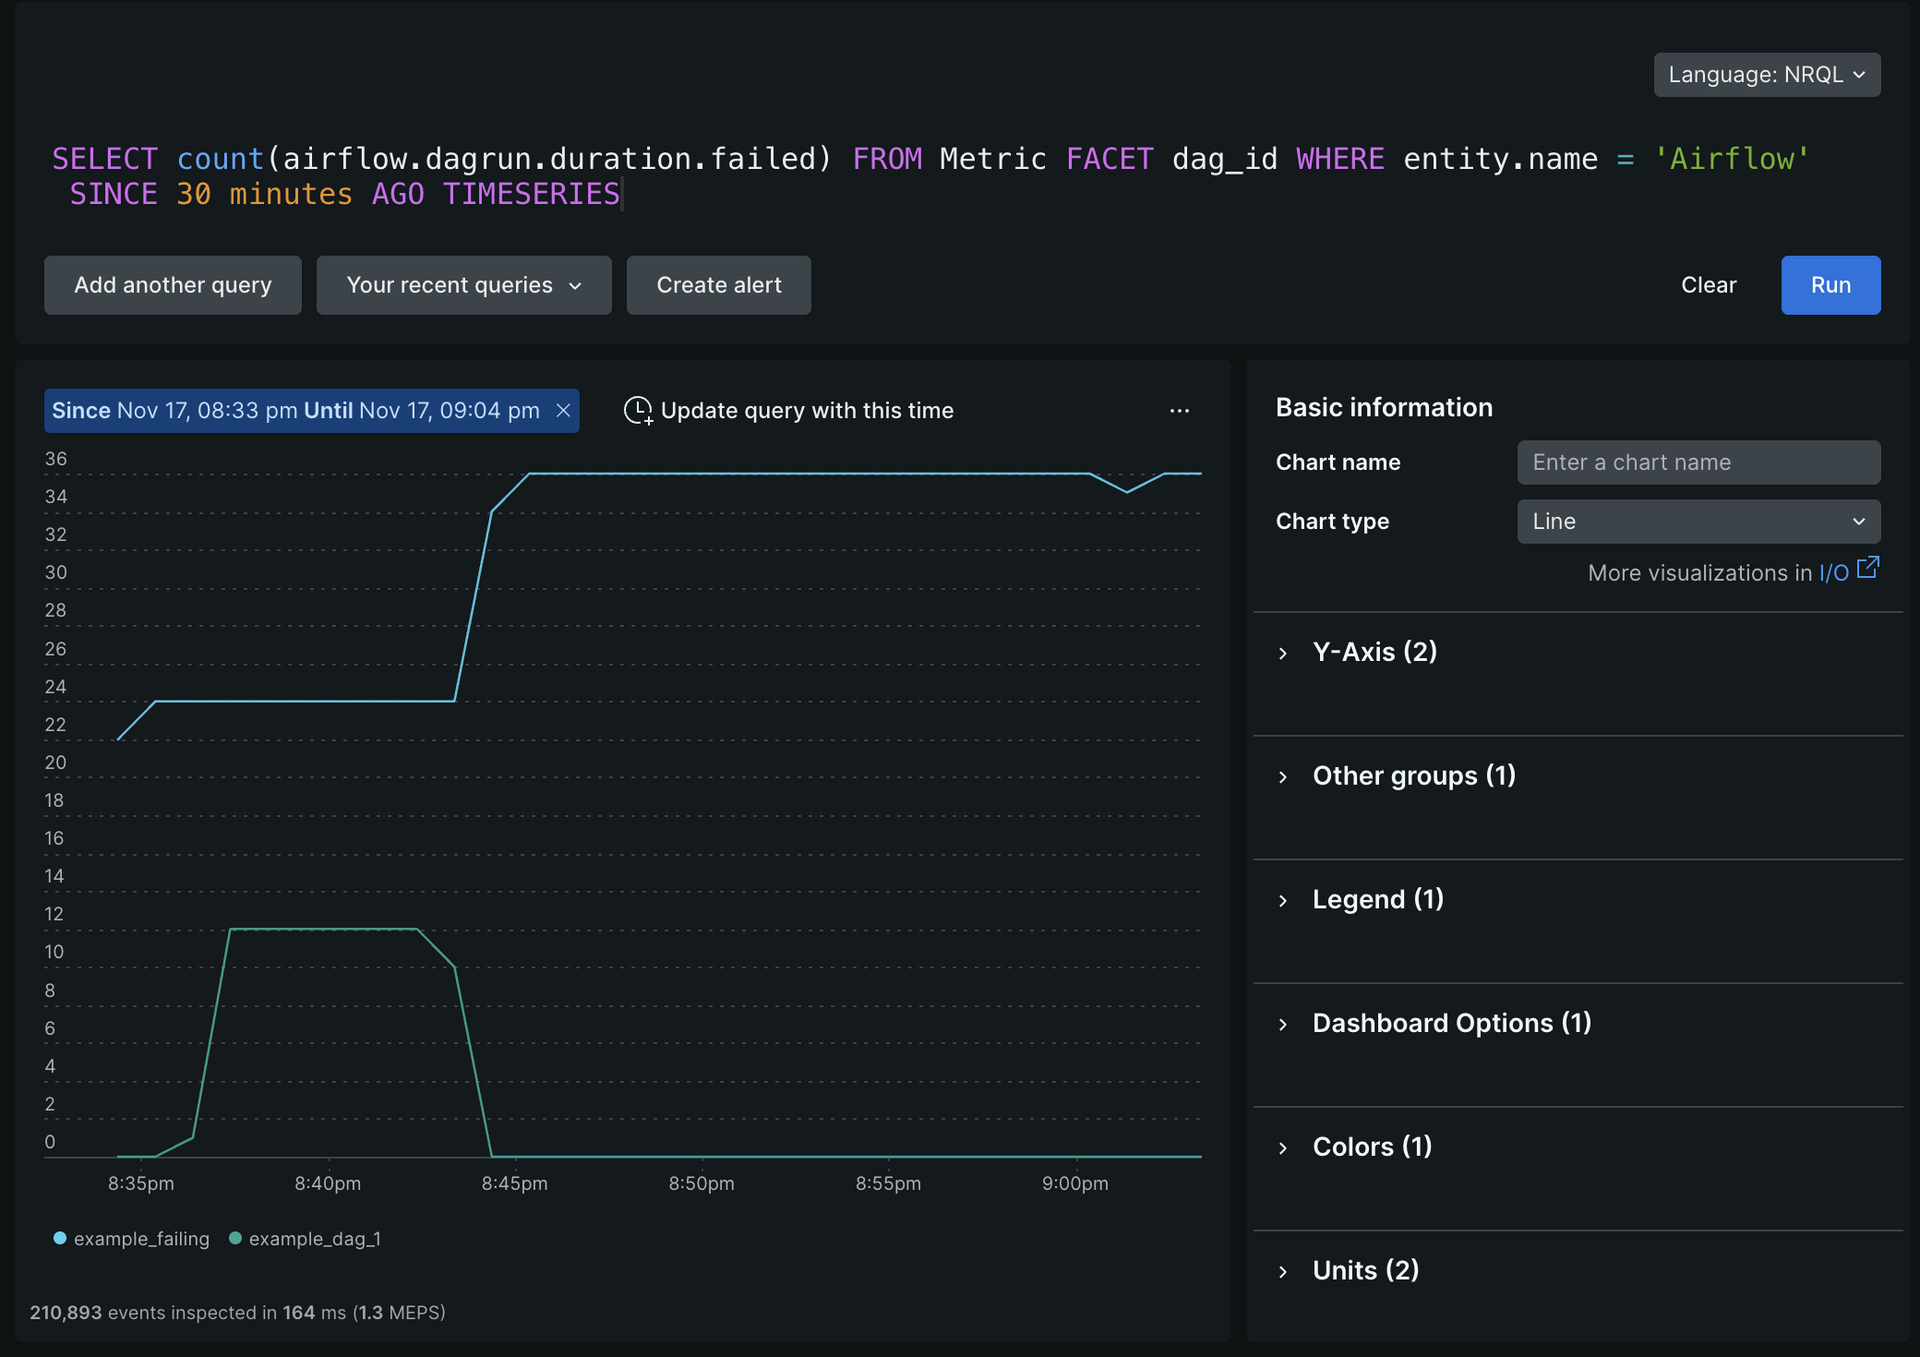 Language: NRQL
SELECT count(airflow.dagrun.duration.failed) FROM Metric FACET dag_id WHERE entity.name = 'Airflow'
SINCE 30 minutes AGO TIMESERIES
Add another query
Your recent queries
Create alert
Clear
Run
Since Nov 17, 08:33 pm Until Nov 17, 09:04 pm
Update query with this time
36
34
32
30
28
26
24
22
20
18
16
14
12
10
8
6
4
2
0
8:35pm 8:40pm 8:45pm 8:50pm 8:55pm 9:00pm
example_failing example_dag_1
210,893 events inspected in 164 ms (1.3 MEPS)
Basic information
Chart name
Enter a chart name
Chart type
Line
More visualizations in I/O
Y-Axis (2)
Other groups (1)
Legend (1)
Dashboard Options (1)
Colors (1)
Units (2)